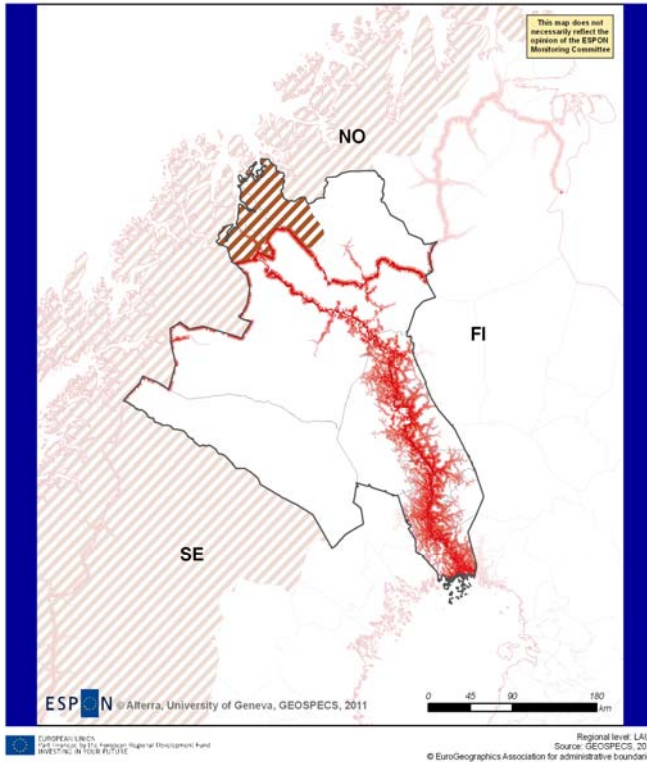 This map does not
necessarily reflect the
opinion of the ESPON
Monitoring Committee
NO
FI
SE
ESPON © Alterra, University of Geneva, GEOSPECS, 2011
0 45 90 180
km
EUROPEAN UNION
Part-financed by the European Regional Development Fund
INVESTING IN YOUR FUTURE
Regional level: LAU
Source: GEOSPECS, 20
© EuroGeographics Association for administrative boundarie